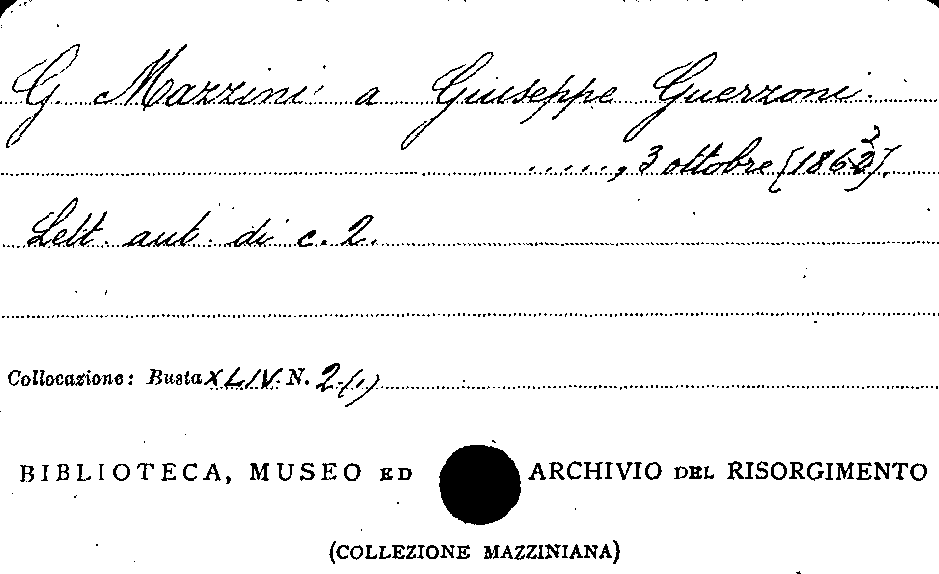 G. Mazzini a Giuseppe Guerzoni.
......, 3 ottobre [1863].
Lett. aut. di c. 2.
Collocazione: Busta XLIV. N. 2(1)
BIBLIOTECA, MUSEO ED ARCHIVIO DEL RISORGIMENTO
(COLLEZIONE MAZZINIANA)